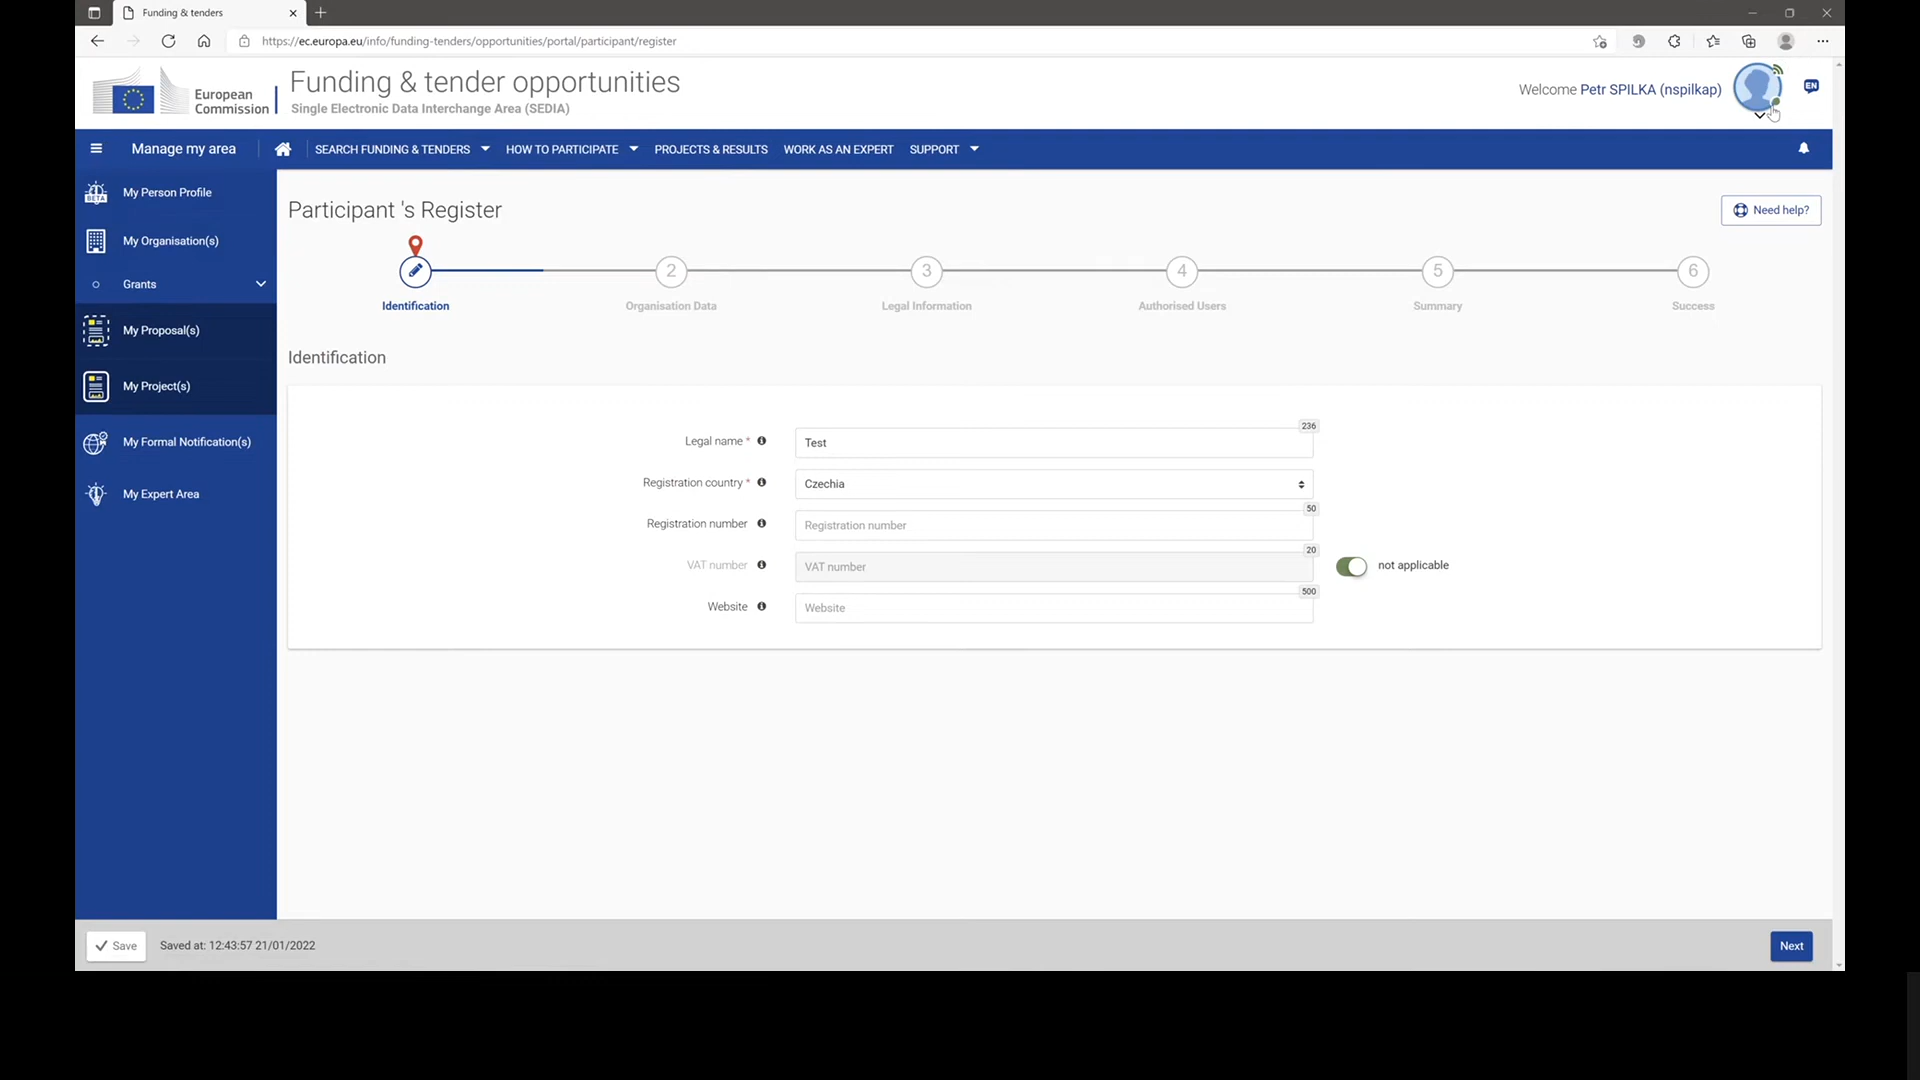 Funding & tenders
https://ec.europa.eu/info/funding-tenders/opportunities/portal/participant/register
European
Commission
Funding & tender opportunities
Single Electronic Data Interchange Area (SEDIA)
Welcome Petr SPILKA (nspilkap)
EN
Manage my area
SEARCH FUNDING & TENDERS
HOW TO PARTICIPATE
PROJECTS & RESULTS
WORK AS AN EXPERT
SUPPORT
BETA
My Person Profile
My Organisation(s)
Grants
My Proposal(s)
My Project(s)
My Formal Notification(s)
My Expert Area
Participant 's Register
Need help?
2
3
4
5
6
Identification
Organisation Data
Legal Information
Authorised Users
Summary
Success
Identification
236
Legal name *
Test
Registration country *
Czechia
50
Registration number
Registration number
20
VAT number
VAT number
not applicable
500
Website
Website
Save
Saved at: 12:43:57 21/01/2022
Next